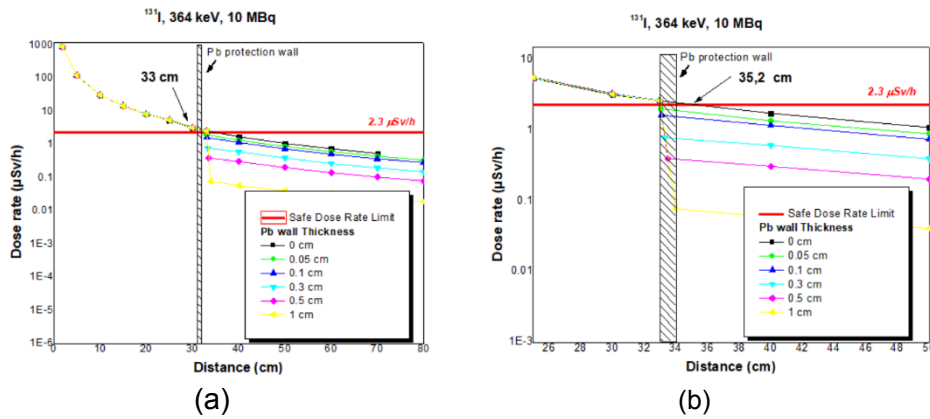 ¹³¹I, 364 keV, 10 MBq
Pb protection wall
33 cm
2.3 µSv/h
Dose rate (µSv/h)
1000
100
10
1
0.1
0.01
1E-3
1E-4
1E-5
1E-6
Safe Dose Rate Limit
Pb wall Thickness
0 cm
0.05 cm
0.1 cm
0.3 cm
0.5 cm
1 cm
0 10 20 30 40 50 60 70 80
Distance (cm)
(a)
¹³¹I, 364 keV, 10 MBq
Pb protection wall
35,2 cm
2.3 µSv/h
Dose rate (µSv/h)
10
1
0.1
0.01
1E-3
Safe Dose Rate Limit
Pb wall Thickness
0 cm
0.05 cm
0.1 cm
0.3 cm
0.5 cm
1 cm
26 28 30 32 34 36 38 40 42 44 46 48
Distance (cm)
(b)